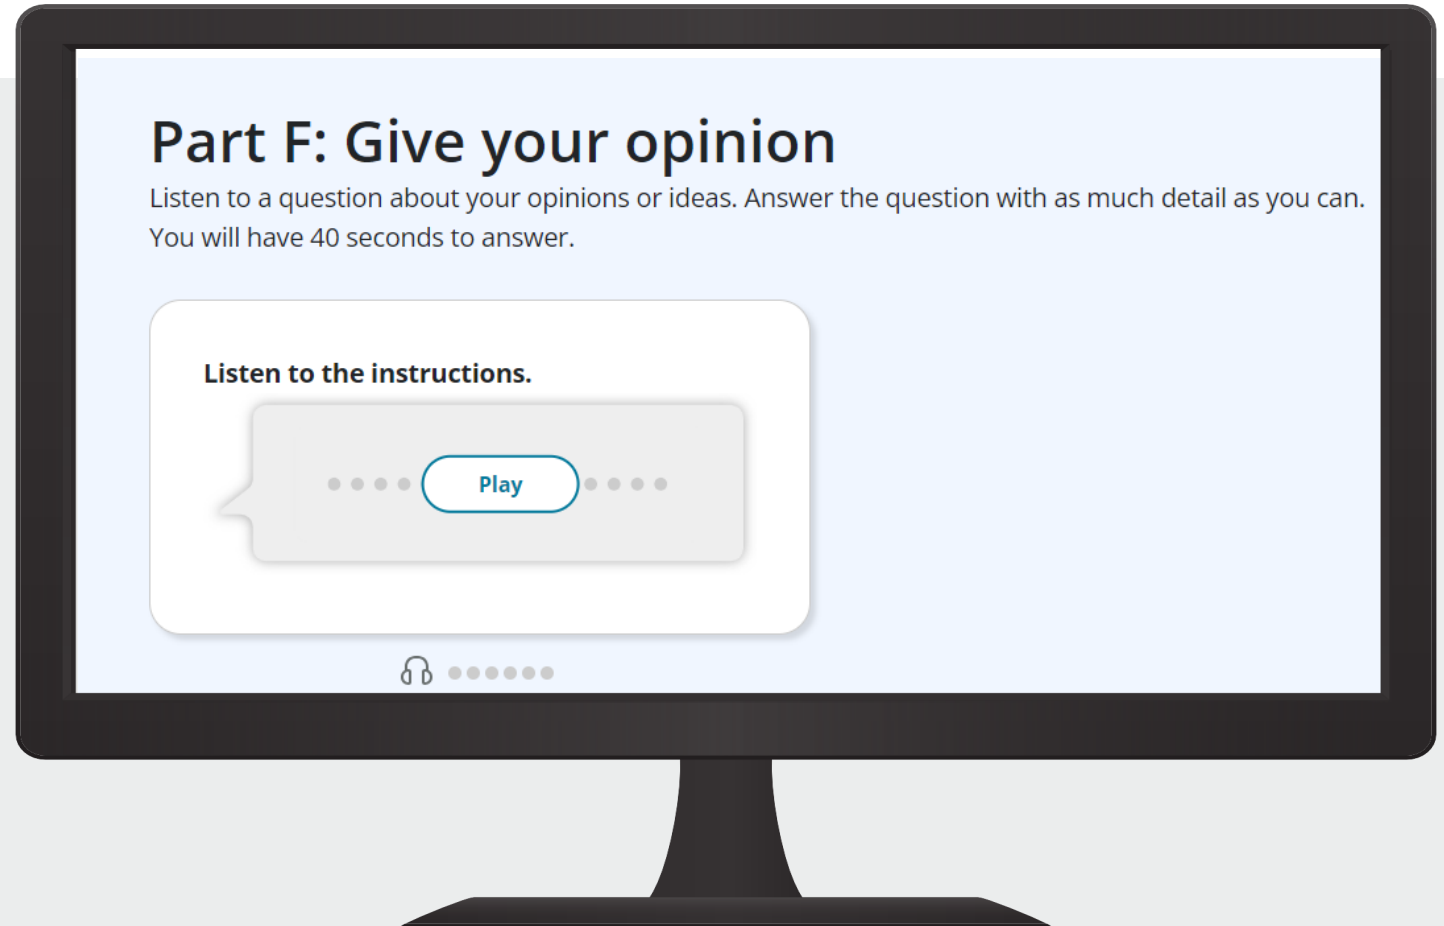 Part F: Give your opinion
Listen to a question about your opinions or ideas. Answer the question with as much detail as you can.
You will have 40 seconds to answer.
Listen to the instructions.
Play